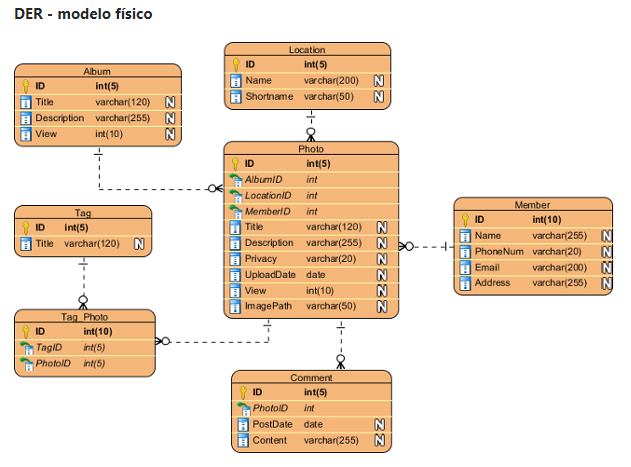 DER - modelo físico
Album
ID int(5)
Title varchar(120) N
Description varchar(255) N
View int(10) N
Location
ID int(5)
Name varchar(200) N
Shortname varchar(50) N
Photo
ID int(5)
AlbumID int
LocationID int
MemberID int
Title varchar(120) N
Description varchar(255) N
Privacy varchar(20) N
UploadDate date N
View int(10) N
ImagePath varchar(50) N
Tag
ID int(5)
Title varchar(120) N
Member
ID int(10)
Name varchar(255) N
PhoneNum varchar(20) N
Email varchar(200) N
Address varchar(255) N
Tag_Photo
ID int(10)
TagID int(5)
PhotoID int(5)
Comment
ID int(5)
PhotoID int
PostDate date N
Content varchar(255) N